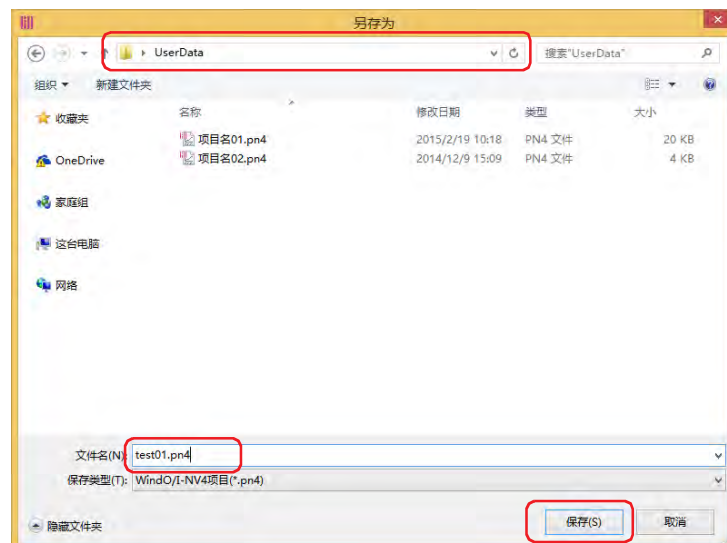 另存为
UserData
搜索"UserData"
组织 新建文件夹
名称 修改日期 类型 大小
收藏夹
项目名01.pn4 2015/2/19 10:18 PN4 文件 20 KB
项目名02.pn4 2014/12/9 15:09 PN4 文件 4 KB
OneDrive
家庭组
这台电脑
网络
文件名(N): test01.pn4
保存类型(T): WindO/I-NV4项目(*.pn4)
隐藏文件夹 保存(S) 取消